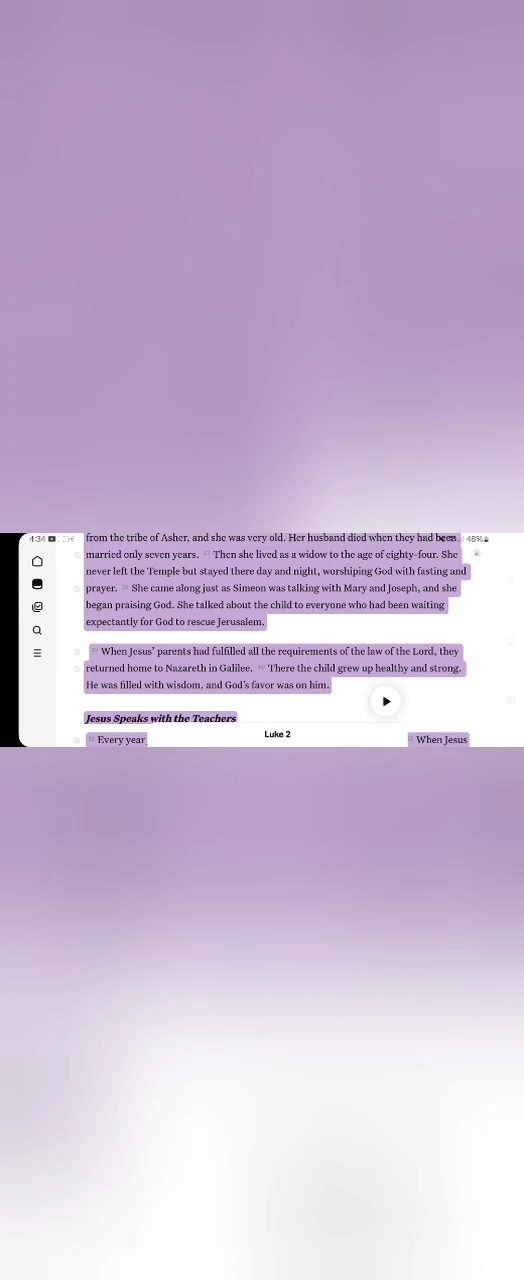 4:34 48%
from the tribe of Asher, and she was very old. Her husband died when they had been
married only seven years. 37 Then she lived as a widow to the age of eighty-four. She
never left the Temple but stayed there day and night, worshiping God with fasting and
prayer. 38 She came along just as Simeon was talking with Mary and Joseph, and she
began praising God. She talked about the child to everyone who had been waiting
expectantly for God to rescue Jerusalem.
39 When Jesus’ parents had fulfilled all the requirements of the law of the Lord, they
returned home to Nazareth in Galilee. 40 There the child grew up healthy and strong.
He was filled with wisdom, and God’s favor was on him.
Jesus Speaks with the Teachers
Luke 2
41 Every year, 42 When Jesus